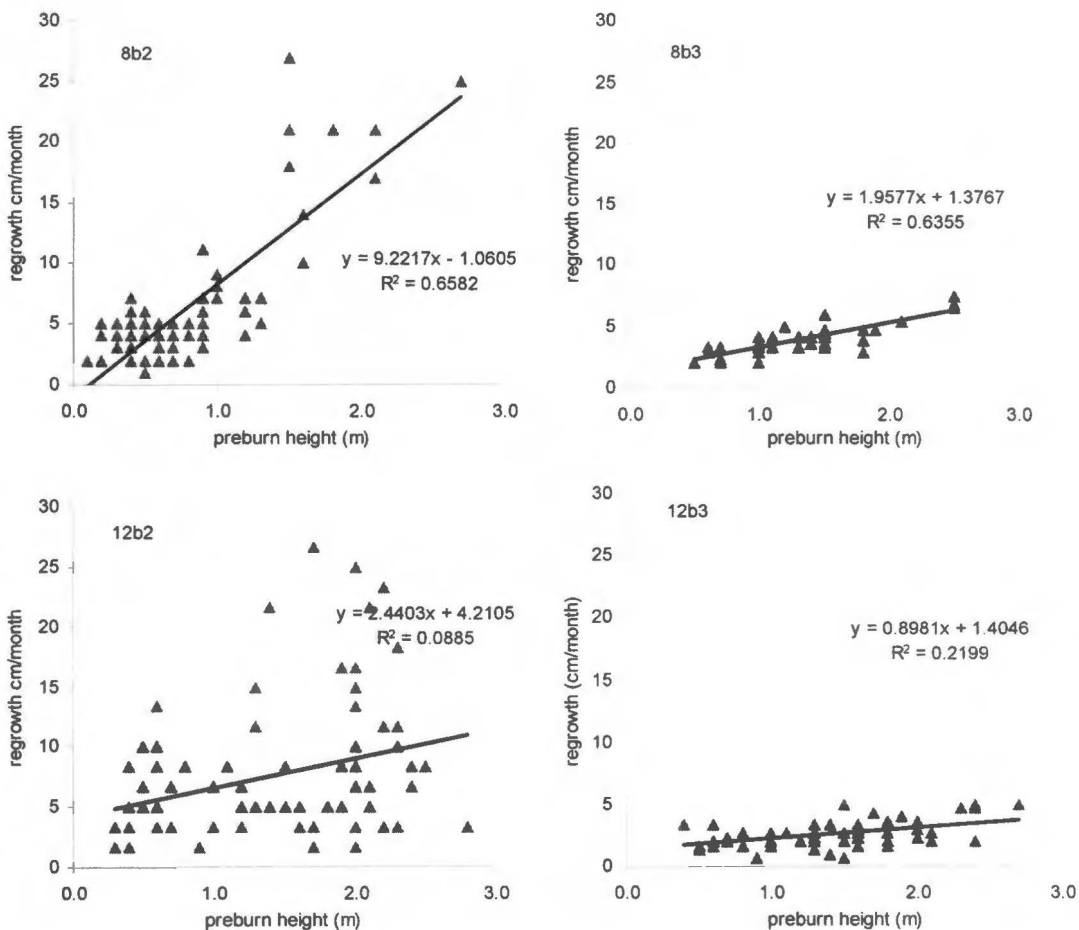 8b2
30
25
20
15
10
5
0
regrowth cm/month
y = 9.2217x - 1.0605
R² = 0.6582
0.0 1.0 2.0 3.0
preburn height (m)
8b3
30
25
20
15
10
5
0
regrowth cm/month
y = 1.9577x + 1.3767
R² = 0.6355
0.0 1.0 2.0 3.0
preburn height (m)
12b2
30
25
20
15
10
5
0
regrowth cm/month
y = 2.4403x + 4.2105
R² = 0.0885
0.0 1.0 2.0 3.0
preburn height (m)
12b3
30
25
20
15
10
5
0
regrowth (cm/month)
y = 0.8981x + 1.4046
R² = 0.2199
0.0 1.0 2.0 3.0
preburn height (m)